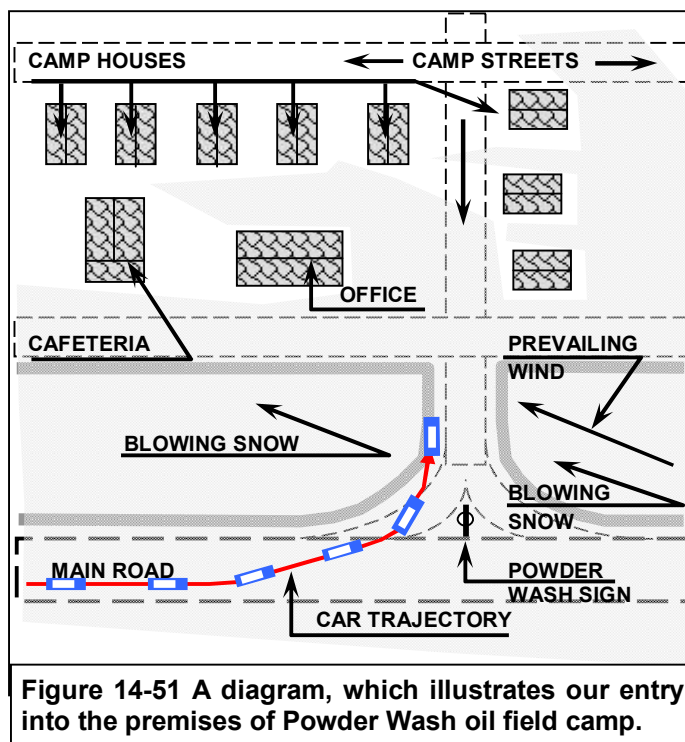 CAMP HOUSES
CAMP STREETS
OFFICE
CAFETERIA
PREVAILING
WIND
BLOWING SNOW
BLOWING
SNOW
MAIN ROAD
POWDER
WASH SIGN
CAR TRAJECTORY
Figure 14-51 A diagram, which illustrates our entry
into the premises of Powder Wash oil field camp.